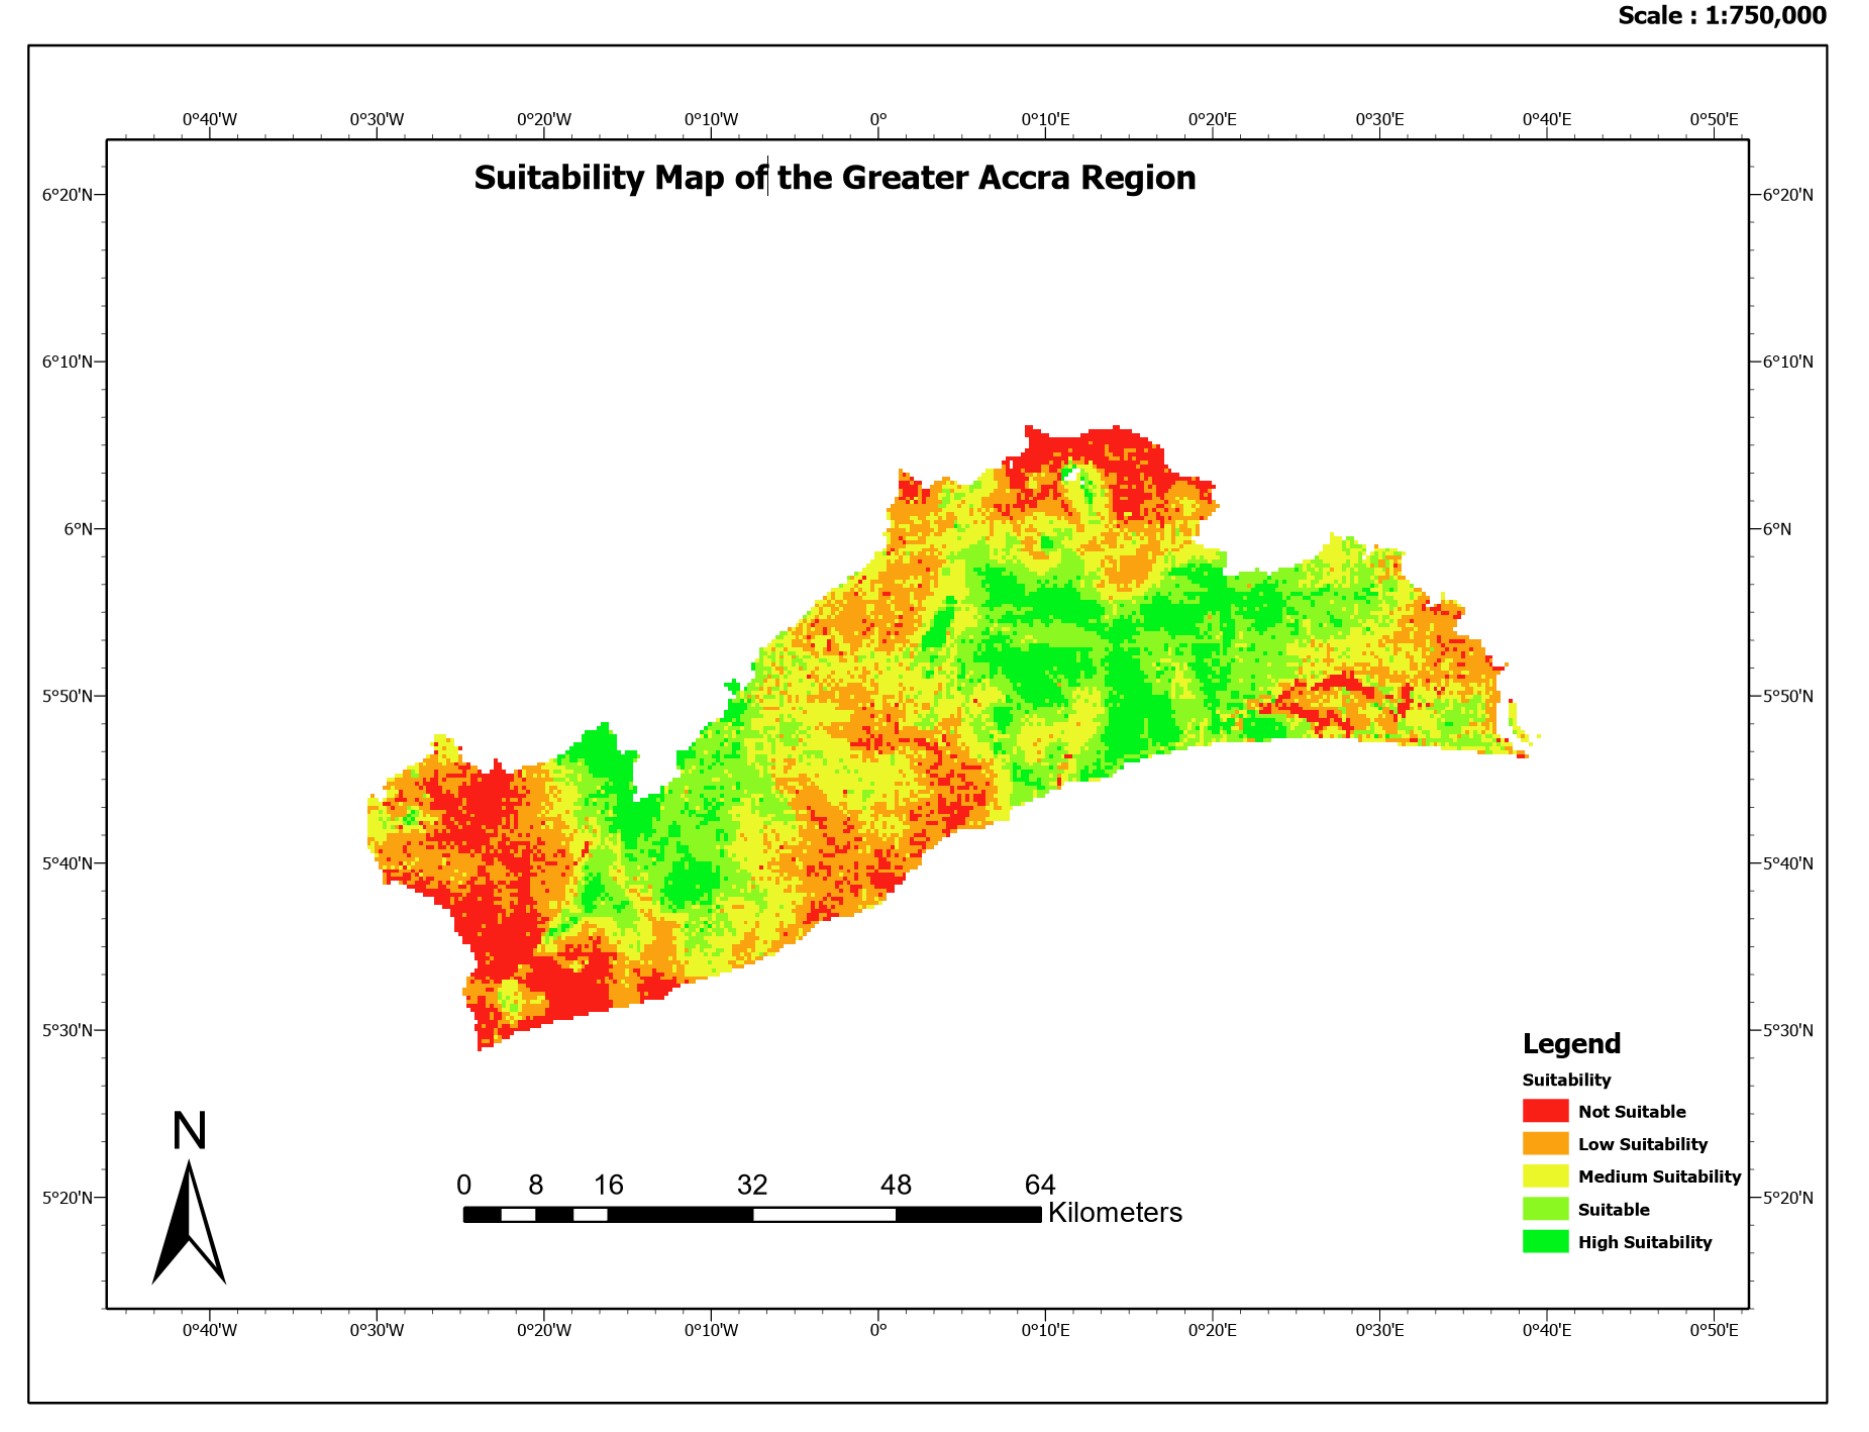 Scale : 1:750,000
0°40'W 0°30'W 0°20'W 0°10'W 0° 0°10'E 0°20'E 0°30'E 0°40'E 0°50'E
Suitability Map of the Greater Accra Region
6°20'N 6°20'N
6°10'N 6°10'N
6°N 6°N
5°50'N 5°50'N
5°40'N 5°40'N
5°30'N 5°30'N
Legend
Suitability
Not Suitable
Low Suitability
Medium Suitability
Suitable
High Suitability
N
5°20'N 5°20'N
0 8 16 32 48 64
Kilometers
0°40'W 0°30'W 0°20'W 0°10'W 0° 0°10'E 0°20'E 0°30'E 0°40'E 0°50'E